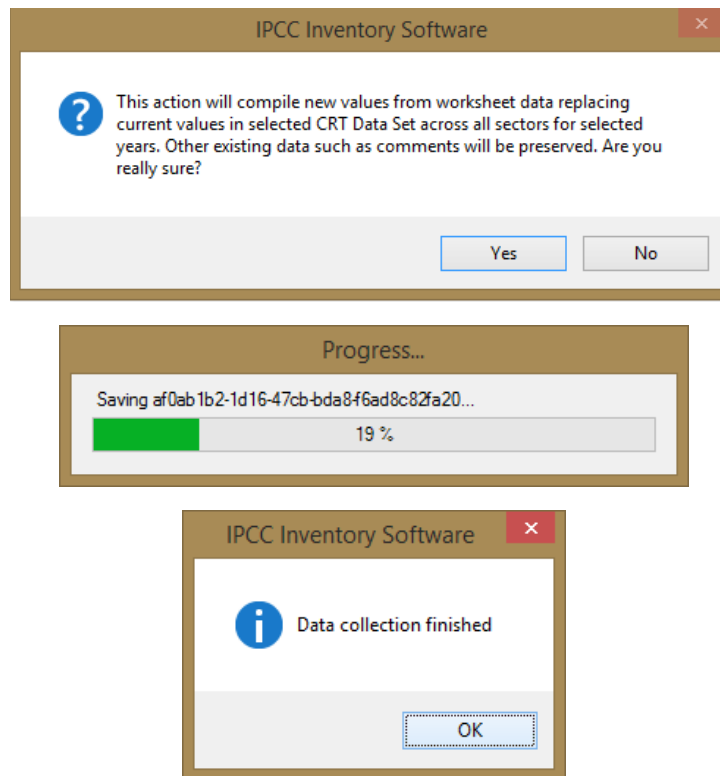 IPCC Inventory Software
This action will compile new values from worksheet data replacing
current values in selected CRT Data Set across all sectors for selected
years. Other existing data such as comments will be preserved. Are you
really sure?
Yes No
Progress...
Saving af0ab1b2-1d16-47cb-bda8-f6ad8c82fa20...
19 %
IPCC Inventory Software
Data collection finished
OK